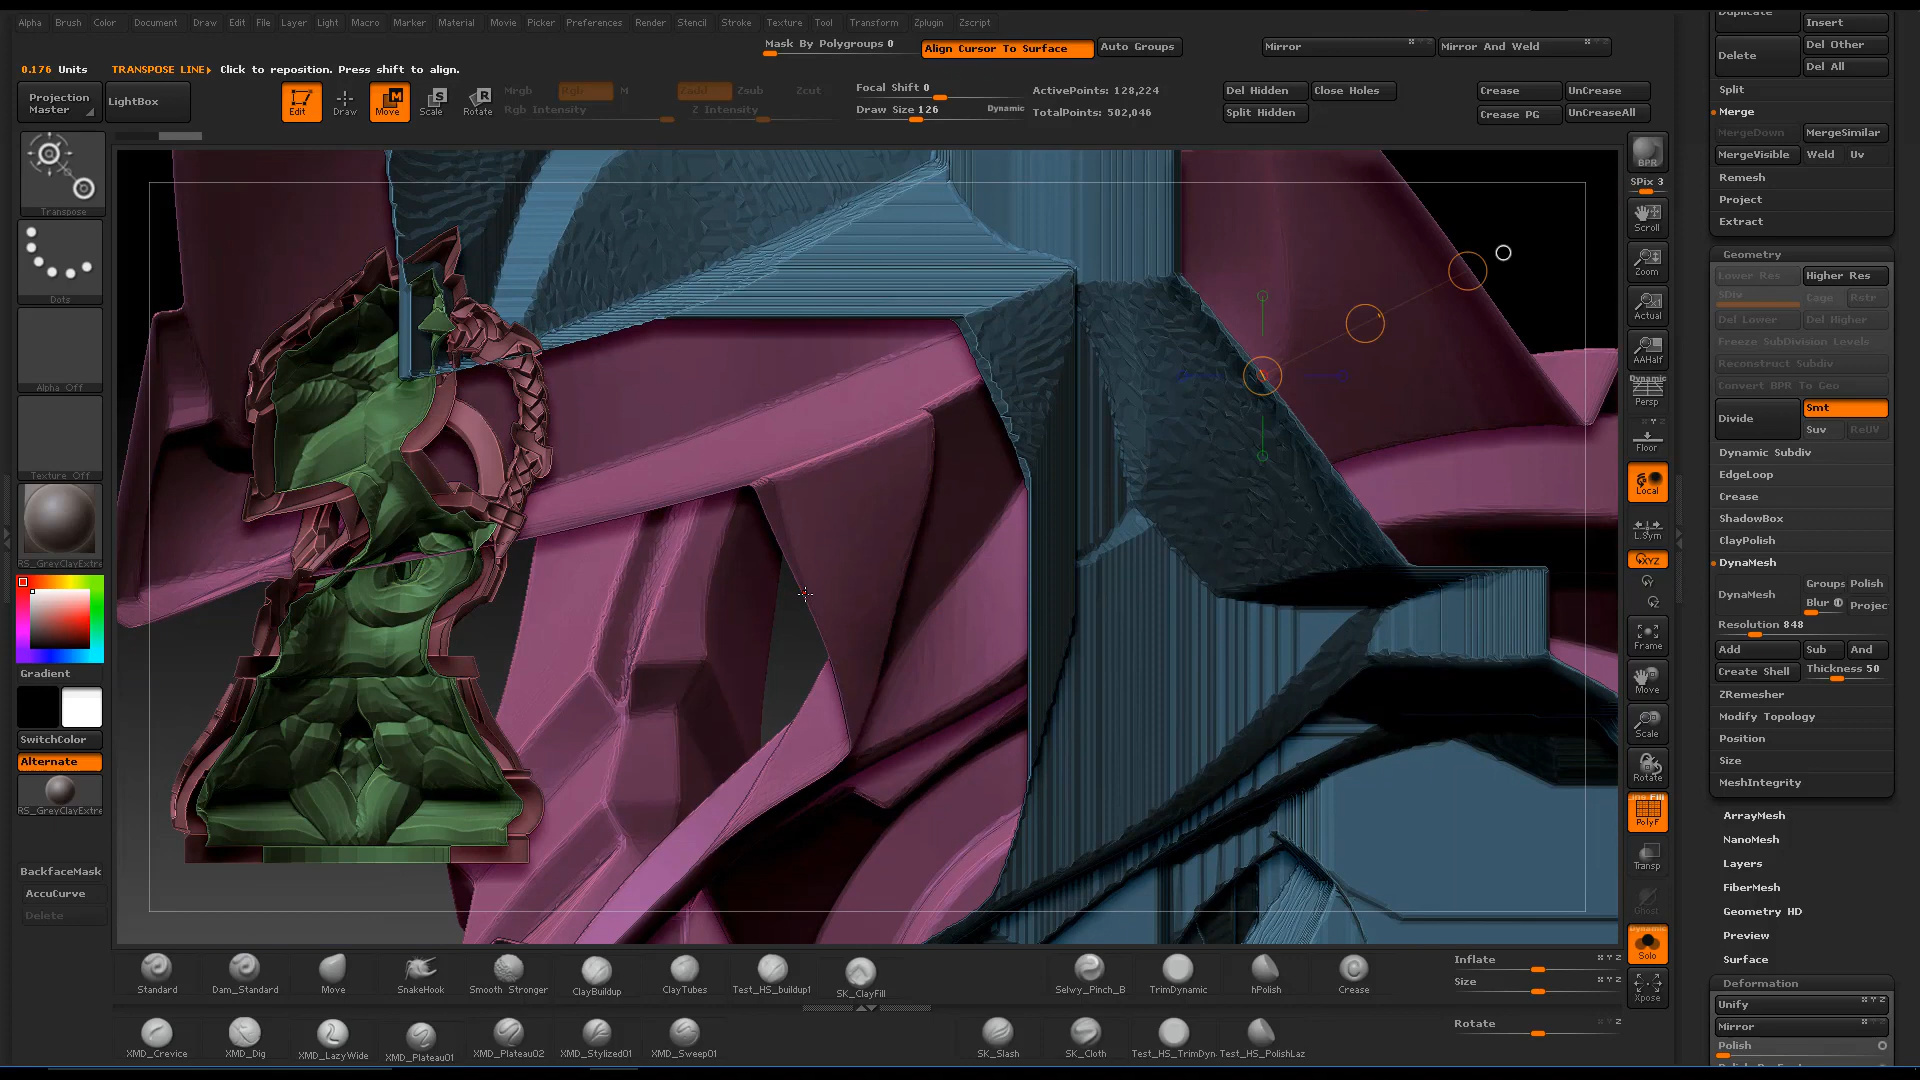 Alpha Brush Color Document Draw Edit File Layer Light Macro Marker Material Movie Picker Preferences Render Stencil Stroke Texture Tool Transform Zplugin Zscript
Mask By Polygroups 0
Align Cursor To Surface
Auto Groups
Mirror
Mirror And Weld
0.176 Units TRANSPOSE LINE> Click to reposition. Press shift to align.
Projection Master
LightBox
Edit
Draw
Move
Scale
Rotate
Mrgb Rgb M
Rgb Intensity
Zadd Zsub Zcut
Z Intensity
Focal Shift 0
Draw Size 126
Dynamic
ActivePoints: 128,224
TotalPoints: 502,046
Del Hidden
Close Holes
Split Hidden
Crease
UnCrease
Crease PG
UnCreaseAll
Transpose
Dots
Alpha Off
Texture Off
RS_GreyClayExtre
Gradient
SwitchColor
Alternate
RS_GreyClayExtre
BackfaceMask
AccuCurve
Delete
BPR
SPix 3
Scroll
Zoom
Actual
AAHalf
Dynamic
Persp
Floor
Local
L.Sym
XYZ
Frame
Move
Scale
Rotate
PolyF
Transp
Ghost
Dynamic
Solo
Xpose
Duplicate
Insert
Delete
Del Other
Del All
Split
Merge
MergeDown
MergeSimilar
MergeVisible
Weld Uv
Remesh
Project
Extract
Geometry
Lower Res
Higher Res
SDiv
Cage Rstr
Del Lower
Del Higher
Freeze SubDivision Levels
Reconstruct Subdiv
Convert BPR To Geo
Divide
Smt
Suv ReUV
Dynamic Subdiv
EdgeLoop
Crease
ShadowBox
ClayPolish
DynaMesh
DynaMesh
Groups Polish
Blur Projec
Resolution 848
Add Sub And
Create Shell
Thickness 50
ZRemesher
Modify Topology
Position
Size
MeshIntegrity
ArrayMesh
NanoMesh
Layers
FiberMesh
Geometry HD
Preview
Surface
Deformation
Unify
Mirror
Polish
Standard Dam_Standard Move SnakeHook Smooth Stronger ClayBuildup ClayTubes Test_HS_buildup1 SK_ClayFill Selwy_Pinch_B TrimDynamic hPolish Crease
Inflate
Size
Rotate
XMD_Crevice XMD_Dig XMD_LazyWide XMD_Plateau01 XMD_Plateau02 XMD_Stylized01 XMD_Sweep01 SK_Slash SK_Cloth Test_HS_TrimDyn Test_HS_PolishLaz